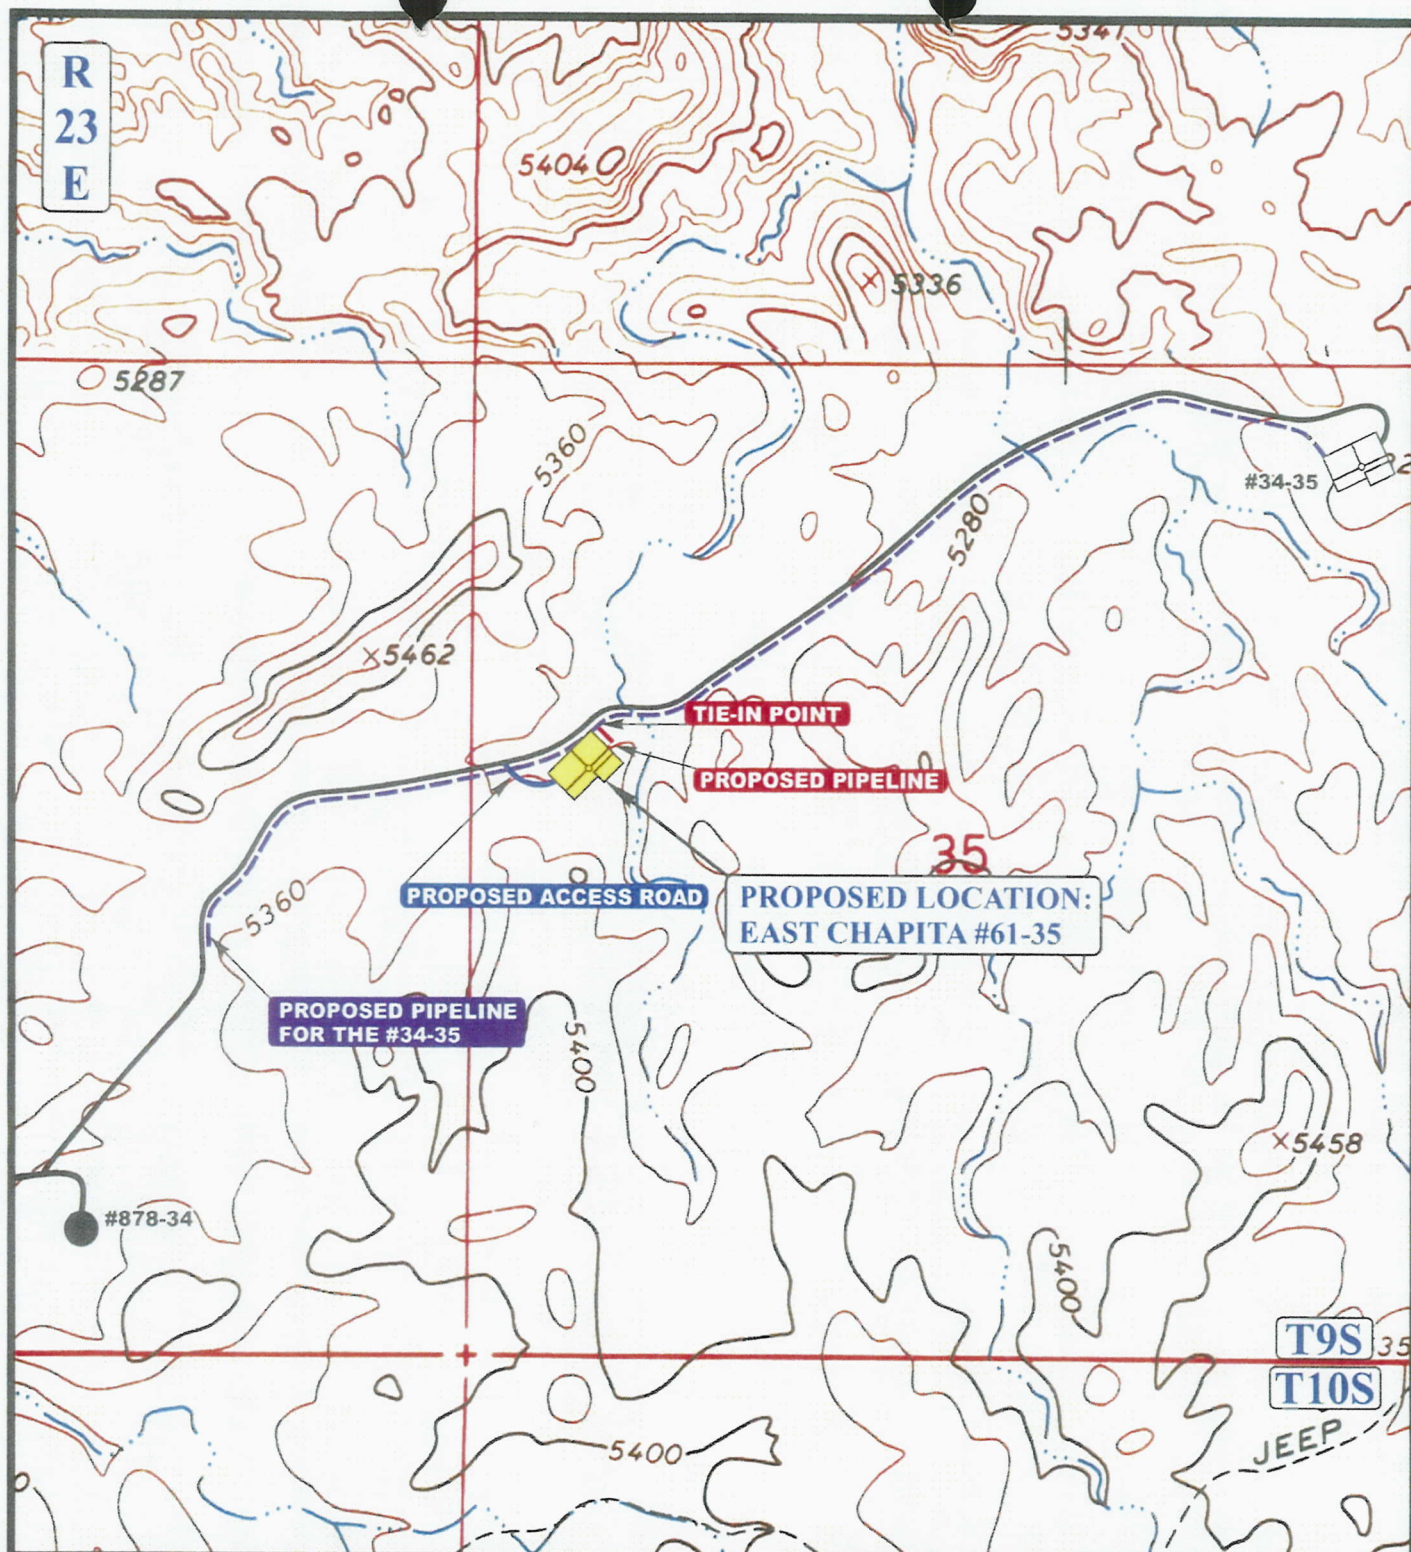 R
23
E
5341
5404
5336
5287
5360
5280
#34-35
5462
TIE-IN POINT
PROPOSED PIPELINE
35
PROPOSED ACCESS ROAD
PROPOSED LOCATION:
EAST CHAPITA #61-35
5360
PROPOSED PIPELINE
FOR THE #34-35
5400
5458
#878-34
5400
T9S
35
T10S
5400
JEEP